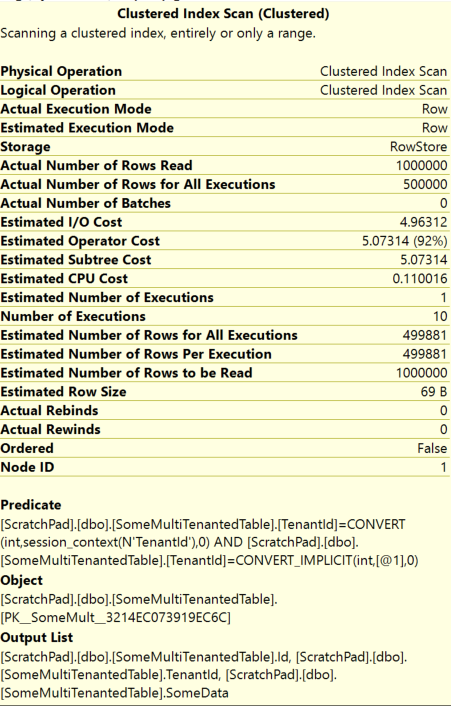 Clustered Index Scan (Clustered)
Scanning a clustered index, entirely or only a range.
Physical Operation Clustered Index Scan
Logical Operation Clustered Index Scan
Actual Execution Mode Row
Estimated Execution Mode Row
Storage RowStore
Actual Number of Rows Read 1000000
Actual Number of Rows for All Executions 500000
Actual Number of Batches 0
Estimated I/O Cost 4.96312
Estimated Operator Cost 5.07314 (92%)
Estimated Subtree Cost 5.07314
Estimated CPU Cost 0.110016
Estimated Number of Executions 1
Number of Executions 10
Estimated Number of Rows for All Executions 499881
Estimated Number of Rows Per Execution 499881
Estimated Number of Rows to be Read 1000000
Estimated Row Size 69 B
Actual Rebinds 0
Actual Rewinds 0
Ordered False
Node ID 1
Predicate
[ScratchPad].[dbo].[SomeMultiTenantedTable].[TenantId]=CONVERT
(int,session_context(N'TenantId'),0) AND [ScratchPad].[dbo].
[SomeMultiTenantedTable].[TenantId]=CONVERT_IMPLICIT(int,[@1],0)
Object
[ScratchPad].[dbo].[SomeMultiTenantedTable].
[PK__SomeMult__3214EC073919EC6C]
Output List
[ScratchPad].[dbo].[SomeMultiTenantedTable].Id, [ScratchPad].[dbo].
[SomeMultiTenantedTable].TenantId, [ScratchPad].[dbo].
[SomeMultiTenantedTable].SomeData